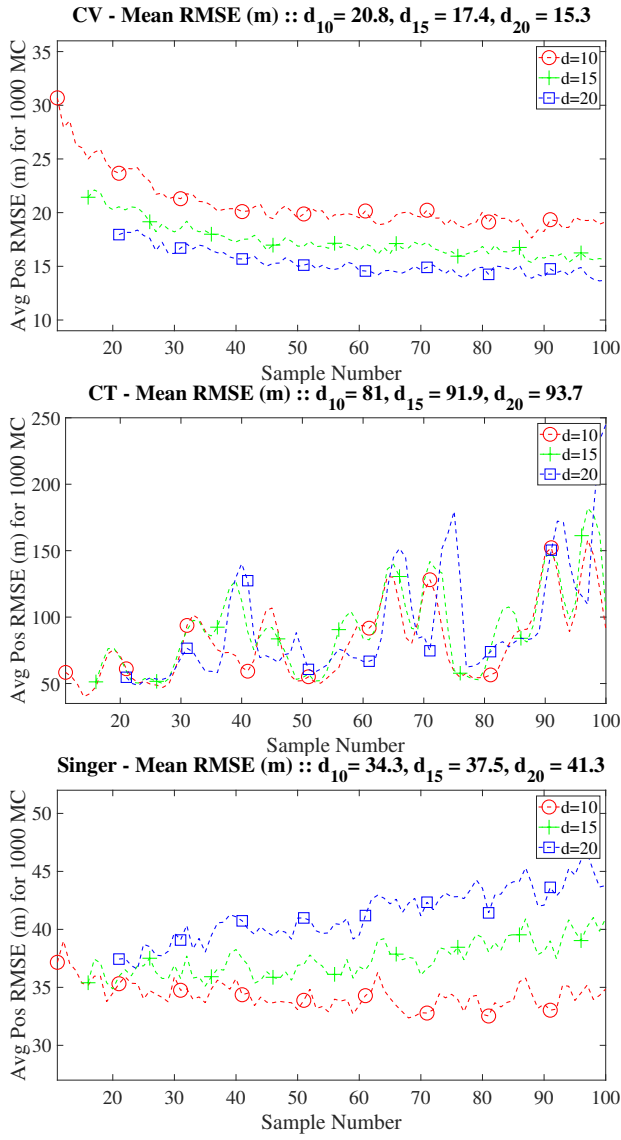 CV - Mean RMSE (m) :: d10= 20.8, d15 = 17.4, d20 = 15.3
Avg Pos RMSE (m) for 1000 MC
35
30
25
20
15
10
d=10
d=15
d=20
20 30 40 50 60 70 80 90 100
Sample Number
CT - Mean RMSE (m) :: d10= 81, d15 = 91.9, d20 = 93.7
Avg Pos RMSE (m) for 1000 MC
250
200
150
100
50
d=10
d=15
d=20
20 30 40 50 60 70 80 90 100
Sample Number
Singer - Mean RMSE (m) :: d10= 34.3, d15 = 37.5, d20 = 41.3
Avg Pos RMSE (m) for 1000 MC
50
45
40
35
30
d=10
d=15
d=20
20 30 40 50 60 70 80 90 100
Sample Number